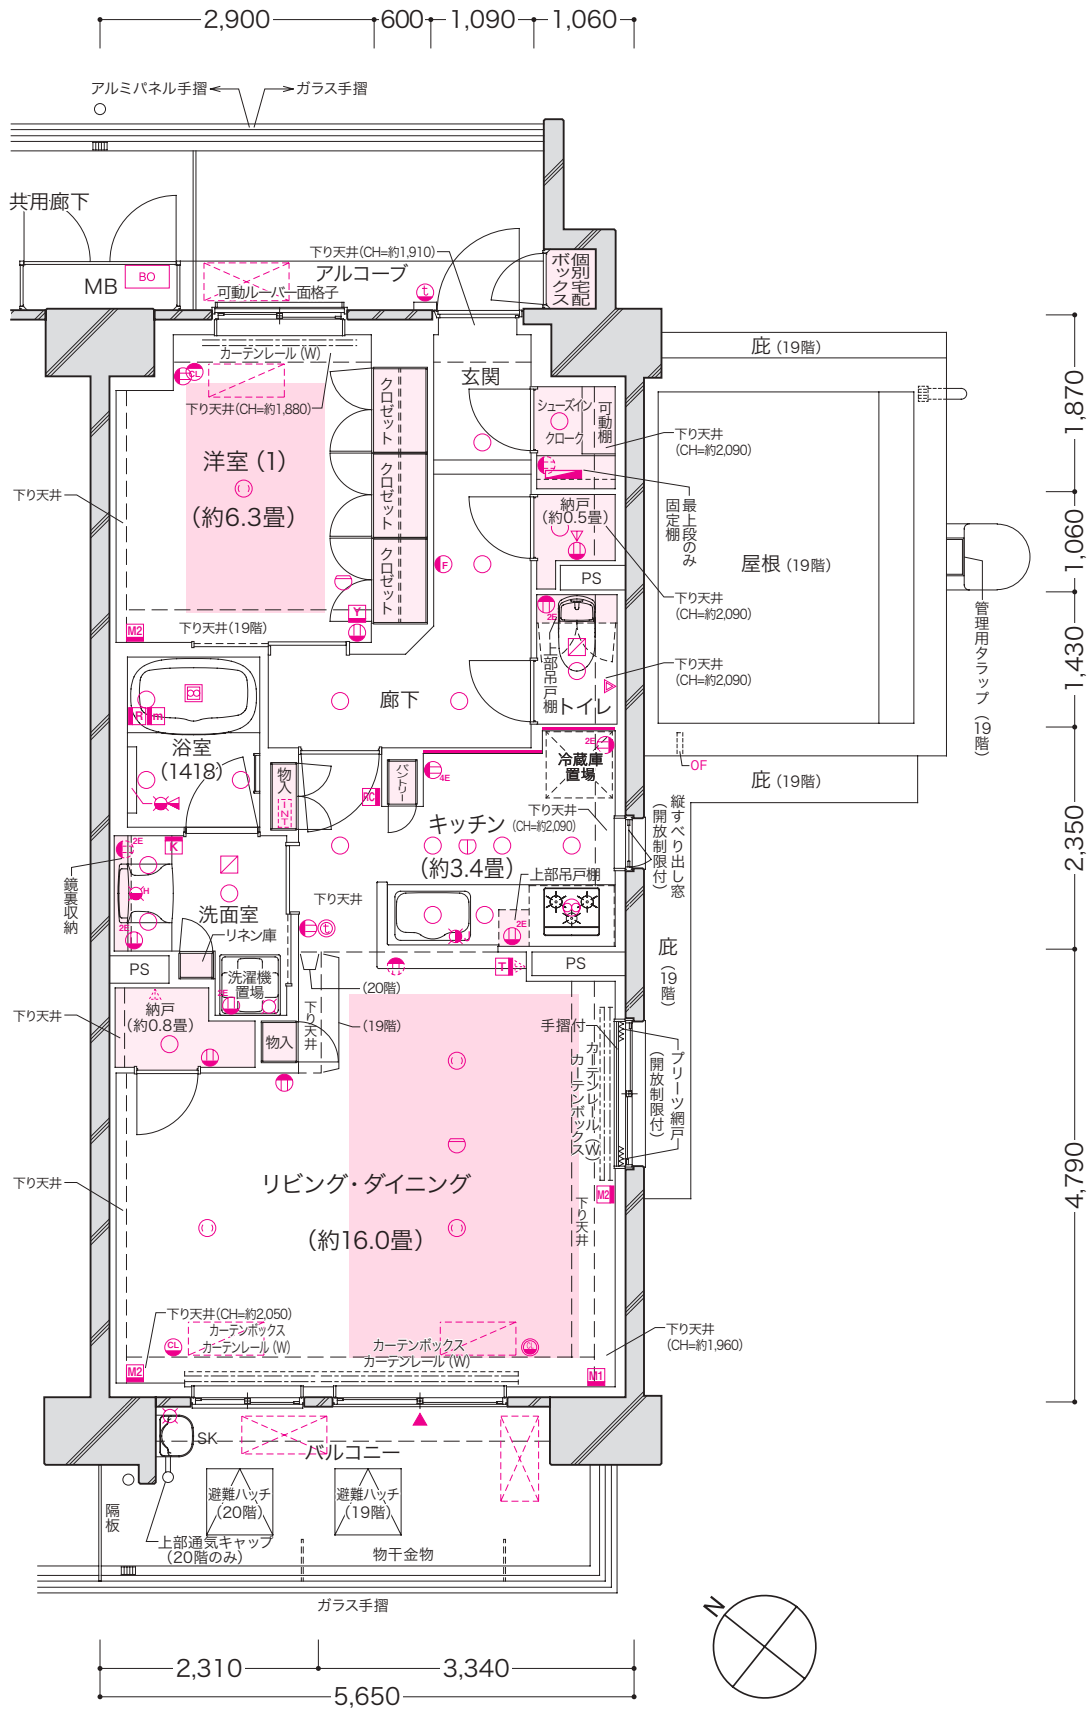 2,900
600
1,090
1,060
アルミパネル手摺
ガラス手摺
共用廊下
下り天井(CH=約1,910)
アルコーブ
個別宅配
ボックス
MB
BO
可動ルーバー面格子
t
カーテンレール(W)
CL
下り天井(CH=約1,880)
クロゼット
クロゼット
クロゼット
玄関
シューズイン
クローク
可動棚
下り天井
(CH=約2,090)
庇(19階)
1,870
洋室(1)
(約6.3畳)
下り天井
納戸
(約0.5畳)
最上段のみ
固定棚
F
PS
屋根(19階)
1,060
下り天井
(CH=約2,090)
Y
M2
下り天井(19階)
2E
上部吊戸棚
トイレ
下り天井
(CH=約2,090)
管理用タラップ(19階)
1,430
廊下
R
m
浴室
(1418)
物入
INT
RC
パントリー
4E
2E
冷蔵庫
置場
OF
庇(19階)
下り天井
(CH=約2,090)
キッチン
(約3.4畳)
縦すべり出し窓
(開放制限付)
2,350
2E
K
H
2E
鏡裏収納
洗面室
リネン庫
下り天井
t
上部吊戸棚
2E
PS
洗濯機
置場
2E
T
PS
庇(19階)
(20階)
(19階)
下り天井
納戸
(約0.8畳)
下り天井
物入
手摺付
カーテンレール(W)
カーテンボックス
プリーツ網戸
(開放制限付)
4,790
下り天井
リビング・ダイニング
(約16.0畳)
M2
下り天井
下り天井(CH=約2,050)
カーテンボックス
カーテンレール(W)
CL
M2
カーテンボックス
カーテンレール(W)
M1
下り天井
(CH=約1,960)
SK
バルコニー
隔板
避難ハッチ
(20階)
避難ハッチ
(19階)
上部通気キャップ
(20階のみ)
物干金物
ガラス手摺
N
2,310
3,340
5,650